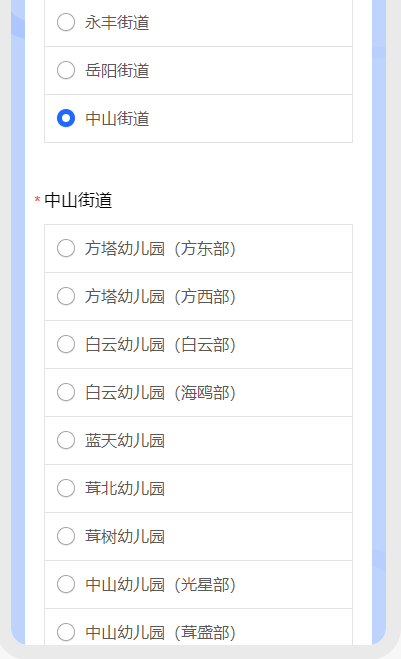 永丰街道
岳阳街道
中山街道
* 中山街道
方塔幼儿园（方东部）
方塔幼儿园（方西部）
白云幼儿园（白云部）
白云幼儿园（海鸥部）
蓝天幼儿园
茸北幼儿园
茸树幼儿园
中山幼儿园（光星部）
中山幼儿园（茸盛部）